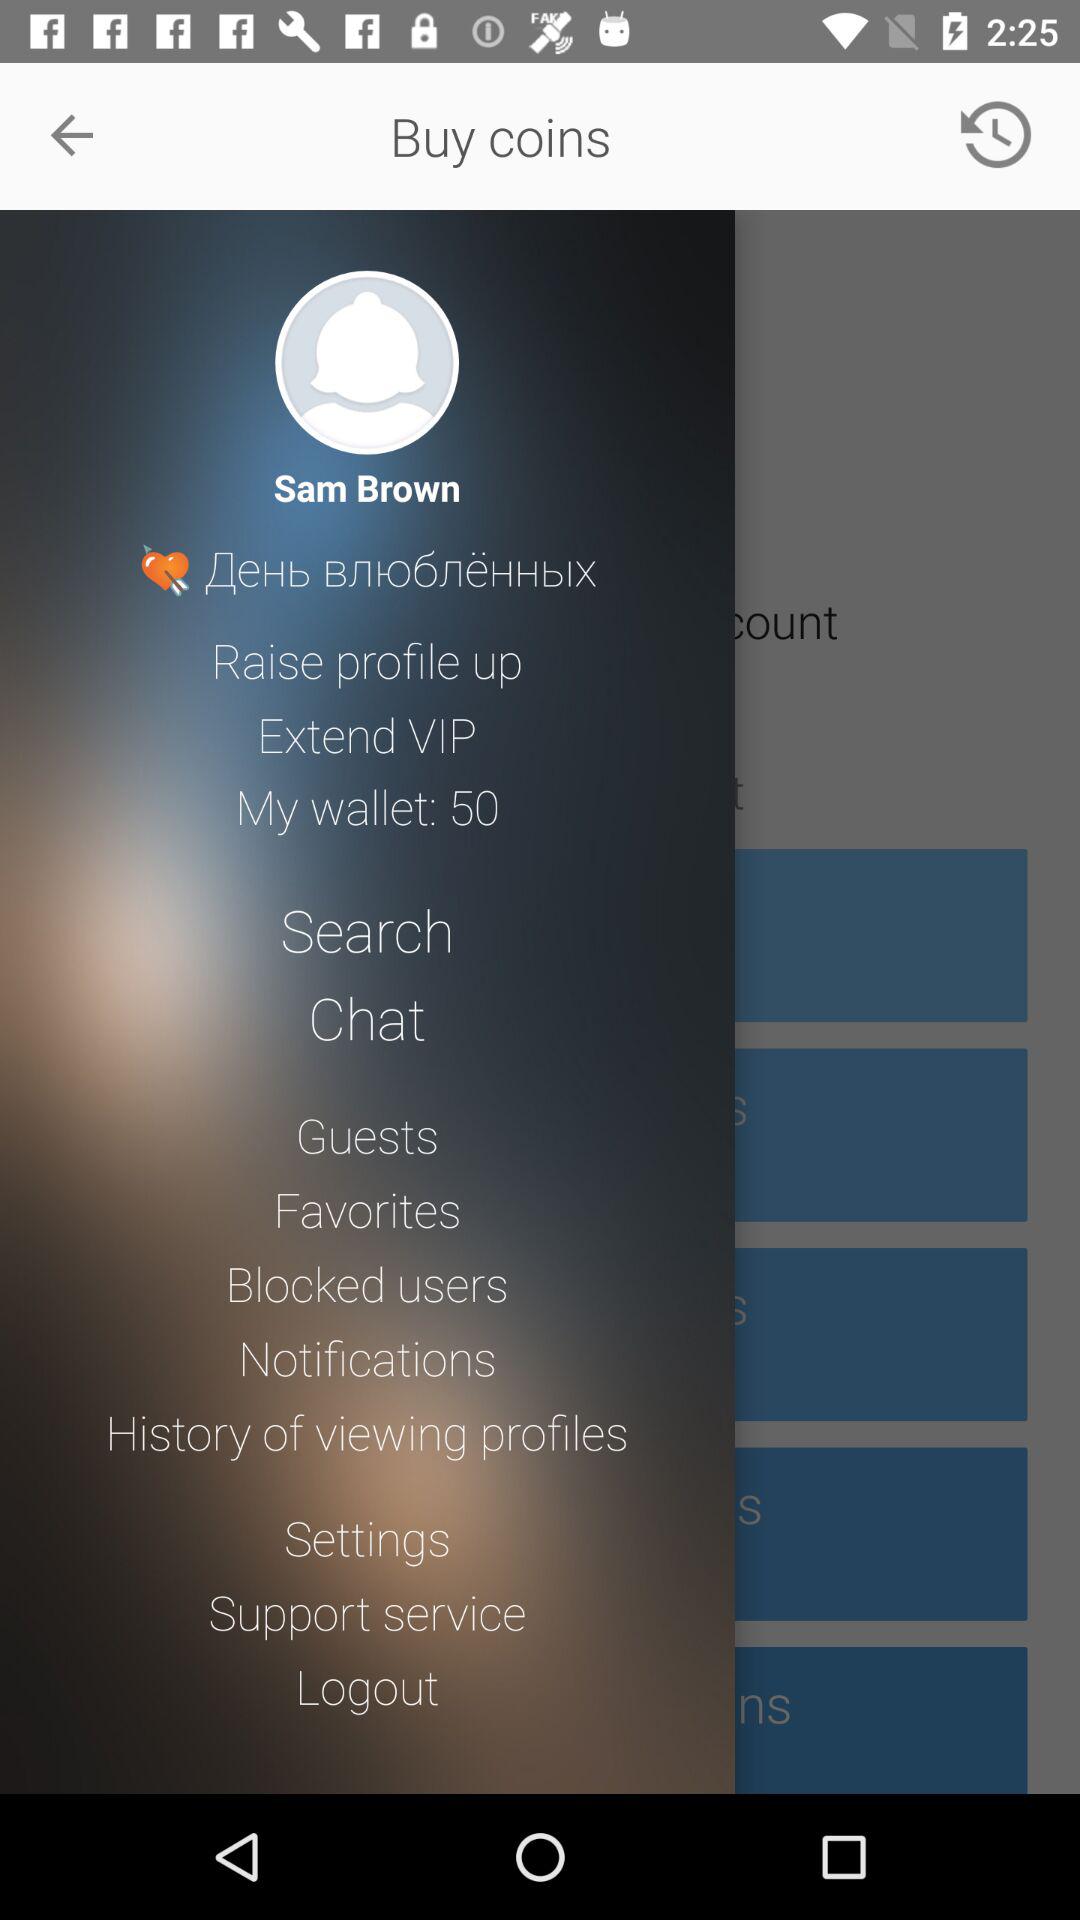 FAKE
2:25
Buy coins
Sam Brown
💘 День влюблённых
count
Raise profile up
Extend VIP
t
My wallet: 50
Search
Chat
s
Guests
Favorites
Blocked users
s
Notifications
History of viewing profiles
s
Settings
Support service
Logout
ns